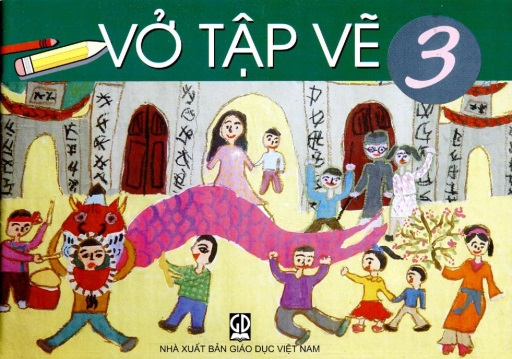 VỞ TẬP VẼ 3
GD
NHÀ XUẤT BẢN GIÁO DỤC VIỆT NAM